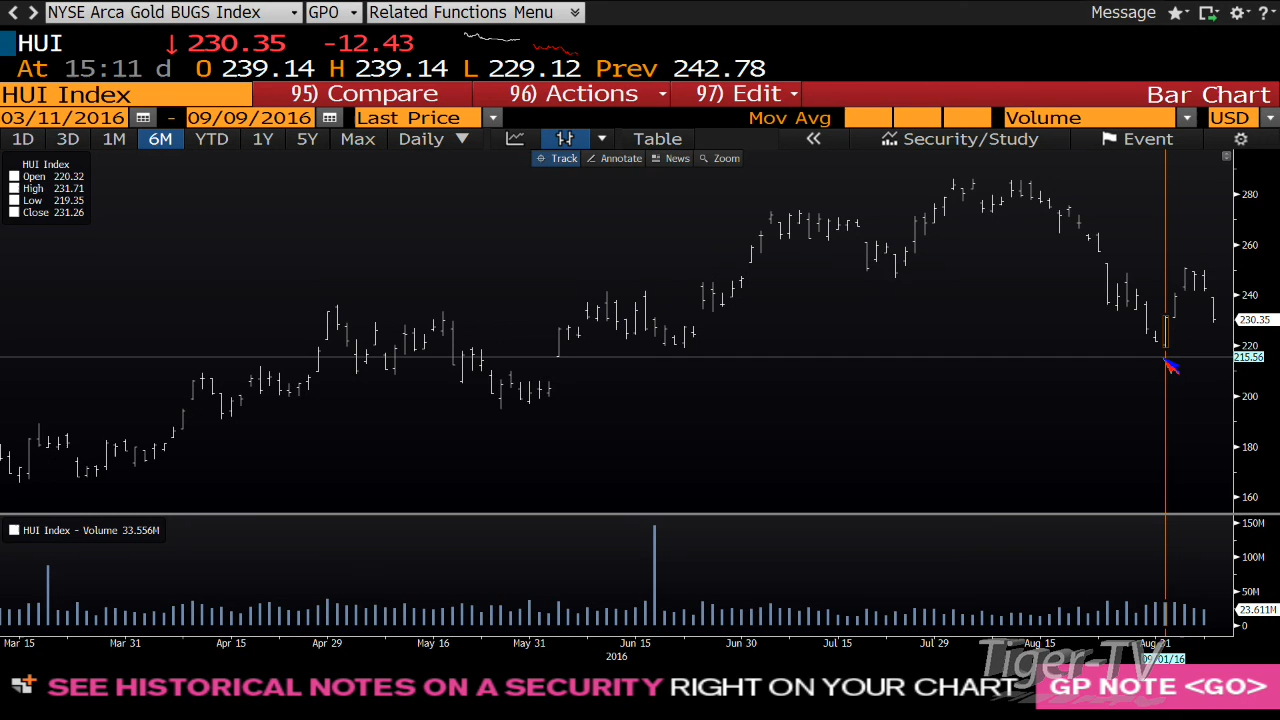 NYSE Arca Gold BUGS Index GPO Related Functions Menu Message
HUI ↓ 230.35 -12.43
At 15:11 d O 239.14 H 239.14 L 229.12 Prev 242.78
HUI Index 95) Compare 96) Actions 97) Edit Bar Chart
03/11/2016 - 09/09/2016 Last Price Mov Avg Volume USD
1D 3D 1M 6M YTD 1Y 5Y Max Daily ▼ Table « Security/Study Event
Track Annotate News Zoom
HUI Index
Open 220.32
High 231.71
Low 219.35
Close 231.26
280
260
240
230.35
220
215.56
200
180
160
HUI Index - Volume 33.556M
150M
100M
50M
23.611M
0
Mar 15 Mar 31 Apr 15 Apr 29 May 16 May 31 Jun 15 Jun 30 Jul 15 Jul 29 Aug 15 Aug 31
2016
09/01/16
Tiger-TV
SEE HISTORICAL NOTES ON A SECURITY RIGHT ON YOUR CHART GP NOTE <GO>